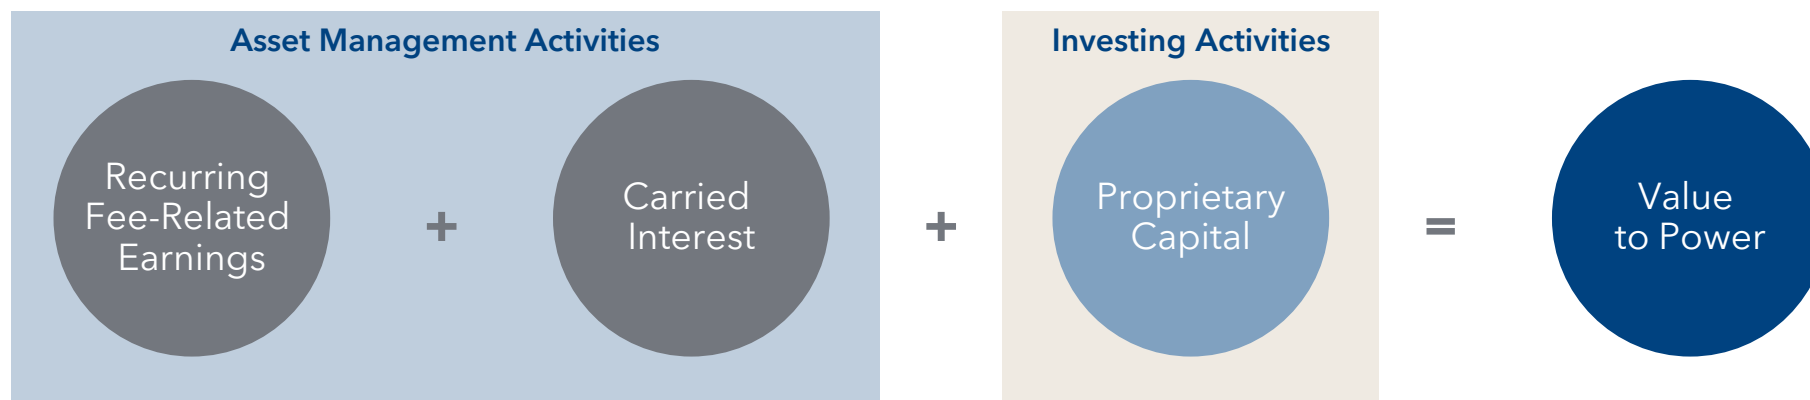 Asset Management Activities
Investing Activities
Recurring
Fee-Related
Earnings
+
Carried
Interest
+
Proprietary
Capital
=
Value
to Power